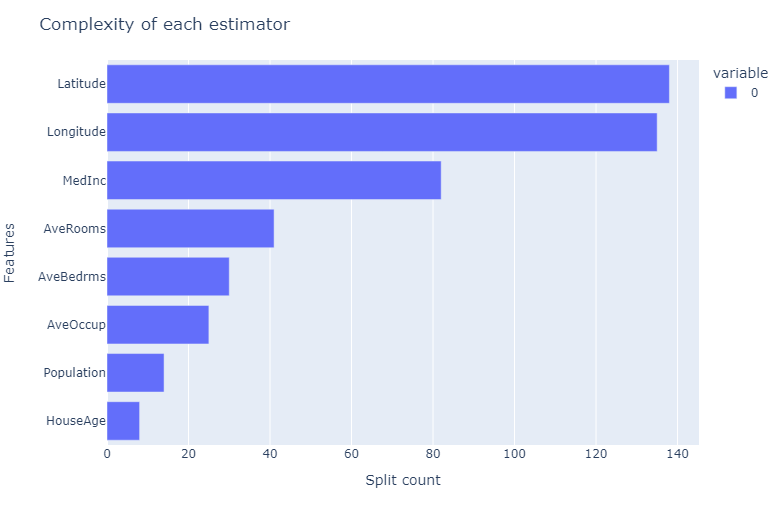 Complexity of each estimator
variable
0
Features
Latitude
Longitude
MedInc
AveRooms
AveBedrms
AveOccup
Population
HouseAge
0 20 40 60 80 100 120 140
Split count